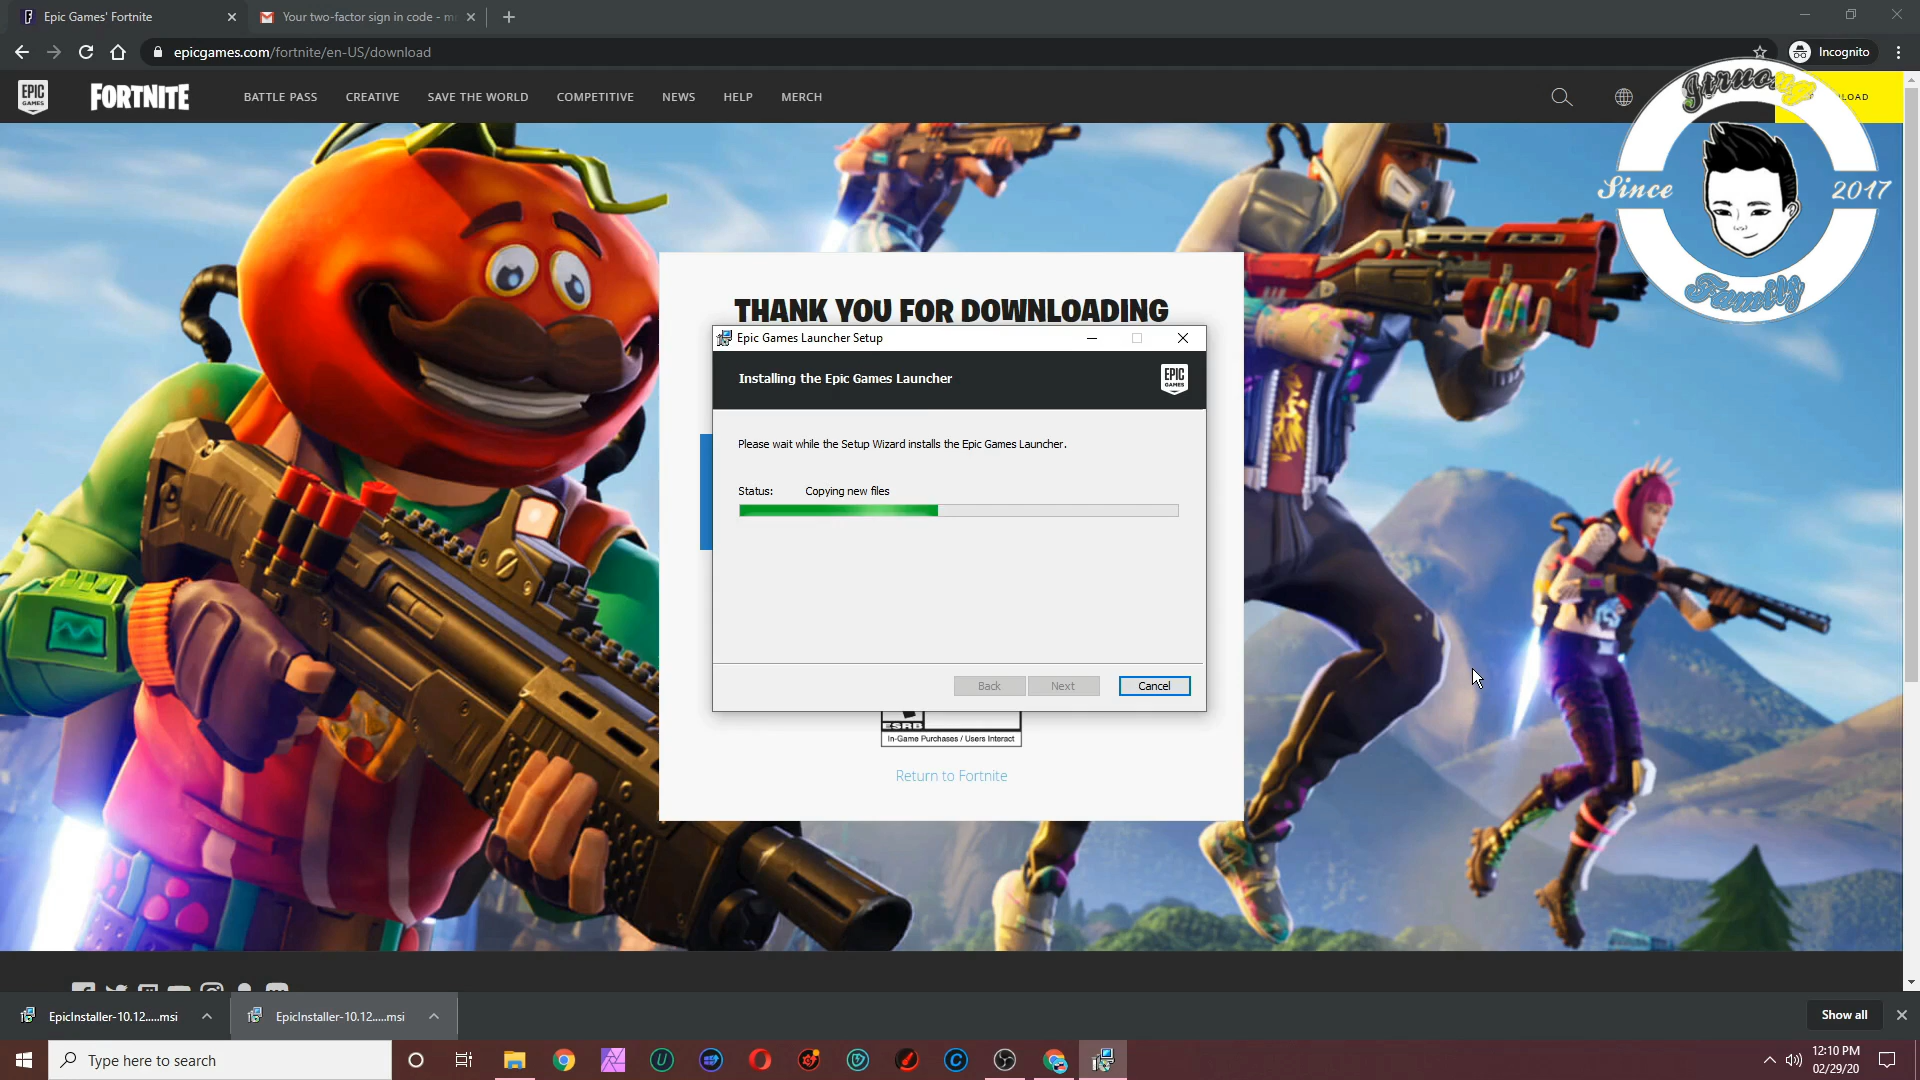 Epic Games' Fortnite
Your two-factor sign in code - m
epicgames.com/fortnite/en-US/download
Incognito
EPIC GAMES
FORTNITE
BATTLE PASS
CREATIVE
SAVE THE WORLD
COMPETITIVE
NEWS
HELP
MERCH
LOAD
Since
2017
Family
THANK YOU FOR DOWNLOADING
Epic Games Launcher Setup
Installing the Epic Games Launcher
EPIC GAMES
Please wait while the Setup Wizard installs the Epic Games Launcher.
Status: Copying new files
Back
Next
Cancel
ESRB
In-Game Purchases / Users Interact
Return to Fortnite
EpicInstaller-10.12.....msi
EpicInstaller-10.12.....msi
Show all
Type here to search
12:10 PM
02/29/20